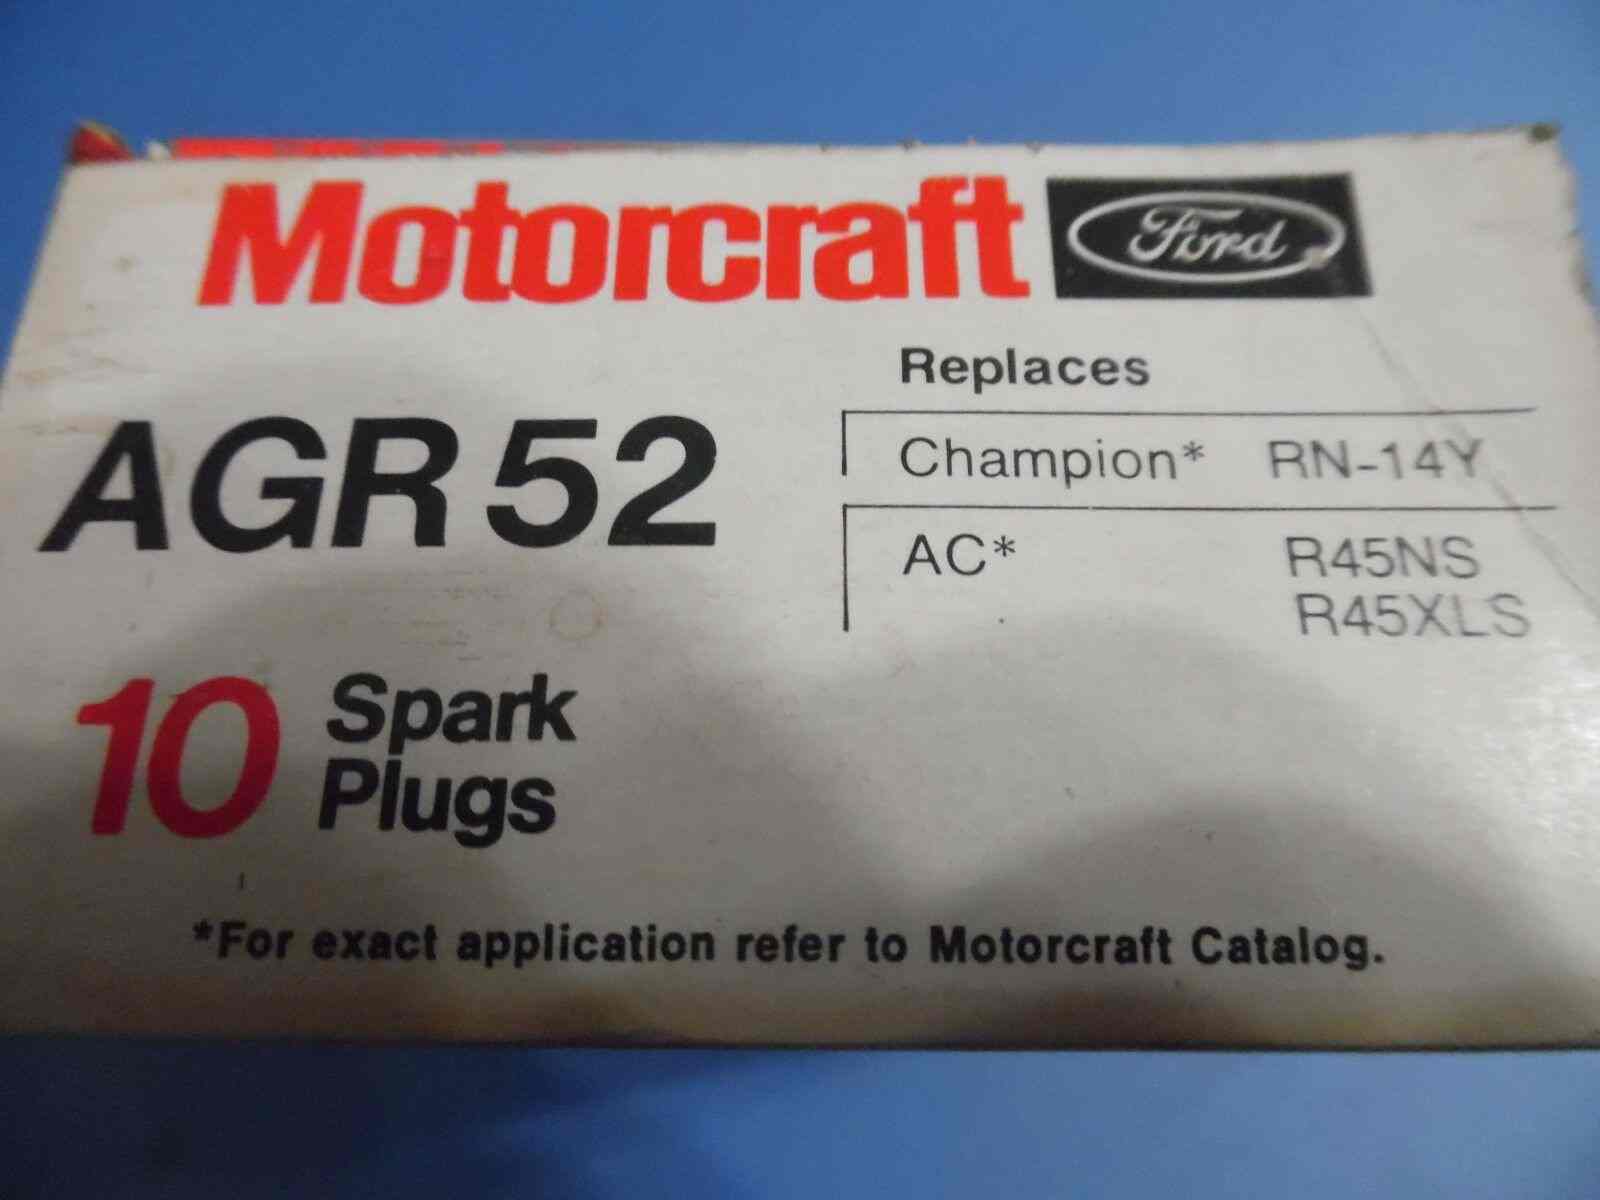 Motorcraft Ford
Replaces
AGR 52
Champion* RN-14Y
AC* R45NS
R45XLS
10 Spark
Plugs
*For exact application refer to Motorcraft Catalog.